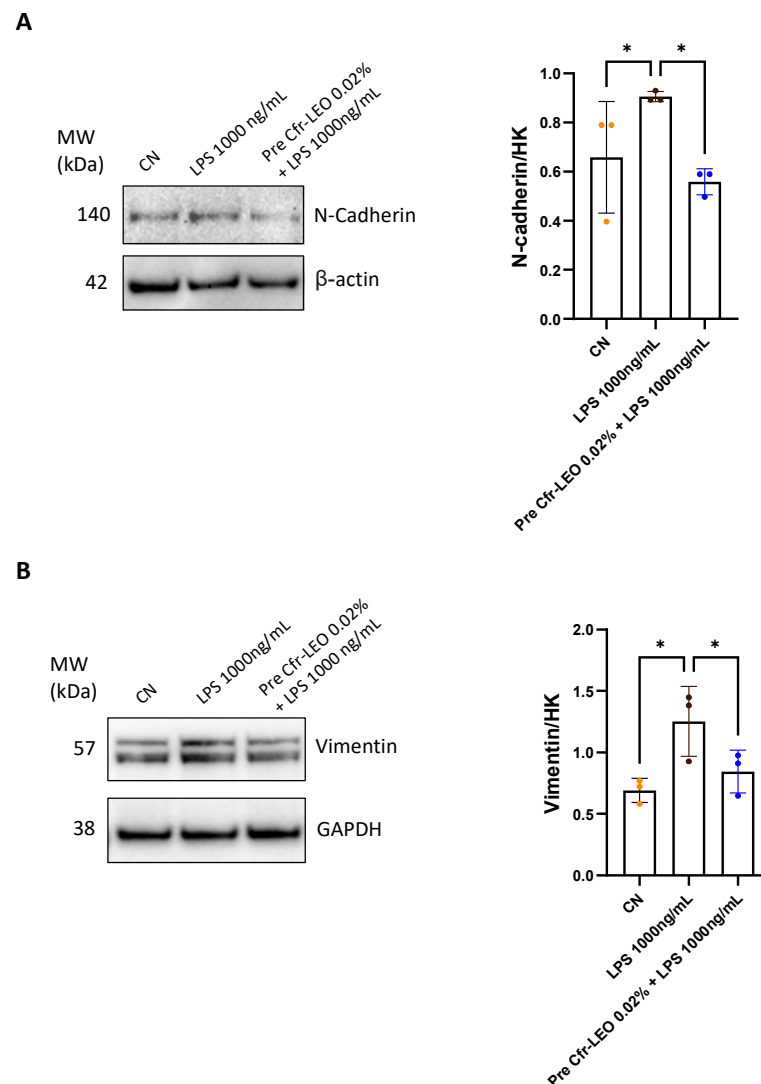 A
MW
(kDa)
CN
LPS 1000 ng/mL
Pre Cfr-LEO 0.02%
+ LPS 1000ng/mL
140
N-Cadherin
42
β-actin
* *
N-cadherin/HK
1.0
0.8
0.6
0.4
0.2
0.0
CN
LPS 1000ng/mL
Pre Cfr-LEO 0.02% + LPS 1000ng/mL
B
MW
(kDa)
CN
LPS 1000ng/mL
Pre Cfr-LEO 0.02%
+ LPS 1000 ng/mL
57
Vimentin
38
GAPDH
* *
Vimentin/HK
2.0
1.5
1.0
0.5
0.0
CN
LPS 1000ng/mL
Pre Cfr-LEO 0.02% + LPS 1000ng/mL